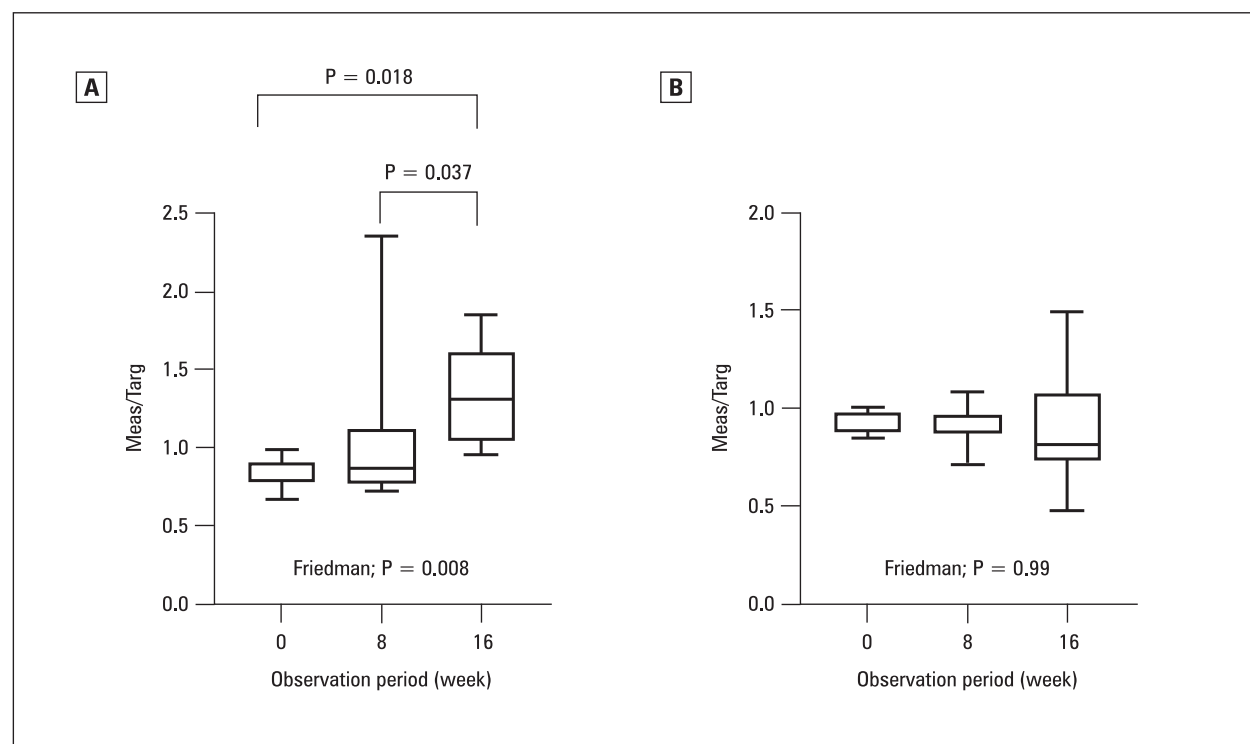 A
P = 0.018
P = 0.037
2.5
2.0
1.5
1.0
0.5
0.0
Meas/Targ
Friedman; P = 0.008
0 8 16
Observation period (week)
B
2.0
1.5
1.0
0.5
0.0
Meas/Targ
Friedman; P = 0.99
0 8 16
Observation period (week)